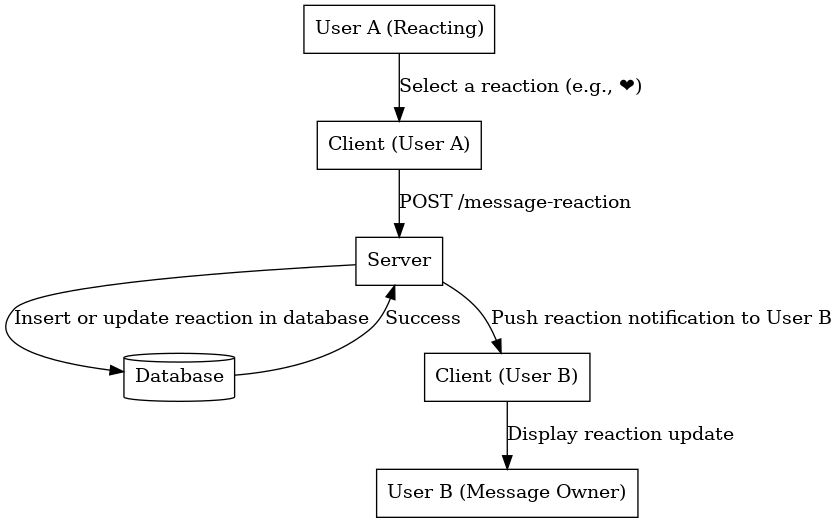 User A (Reacting)
Select a reaction (e.g., ❤)
Client (User A)
POST /message-reaction
Server
Insert or update reaction in database
Success
Push reaction notification to User B
Database
Client (User B)
Display reaction update
User B (Message Owner)